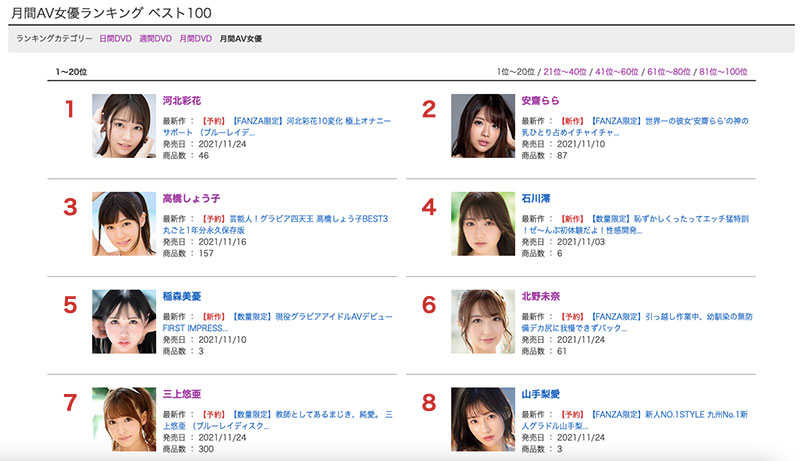 月間AV女優ランキング ベスト100
ランキングカテゴリー 日間DVD 週間DVD 月間DVD 月間AV女優
1〜20位
1位〜20位 / 21位〜40位 / 41位〜60位 / 61位〜80位 / 81位〜100位
1
河北彩花
最新作 : 【予約】【FANZA限定】河北彩花10変化 極上オナニー
サポート (ブルーレイデ...
発売日 : 2021/11/24
商品数 : 46
2
安齋らら
最新作 : 【新作】【FANZA限定】世界一の彼女‘安齋らら’の神の
乳ひとり占めイチャイチャ...
発売日 : 2021/11/10
商品数 : 87
3
高橋しょう子
最新作 : 【予約】芸能人!グラビア四天王 高橋しょう子BEST3
丸ごと1年分永久保存版
発売日 : 2021/11/16
商品数 : 157
4
石川澪
最新作 : 【新作】【数量限定】恥ずかしくったってエッチ猛特訓
!ぜ〜んぶ初体験だよ!性感開発...
発売日 : 2021/11/03
商品数 : 6
5
稲森美憂
最新作 : 【新作】【数量限定】現役グラビアアイドルAVデビュー
FIRST IMPRESS...
発売日 : 2021/11/10
商品数 : 3
6
北野未奈
最新作 : 【予約】【FANZA限定】引っ越し作業中、幼馴染の無防
備デカ尻に我慢できずバック...
発売日 : 2021/11/24
商品数 : 61
7
三上悠亜
最新作 : 【予約】【数量限定】教師としてあるまじき、純愛。 三
上悠亜 (ブルーレイディスク...
発売日 : 2021/11/24
商品数 : 300
8
山手梨愛
最新作 : 【予約】【FANZA限定】新人NO.1STYLE 九州No.1新
人グラドル山手梨...
発売日 : 2021/11/24
商品数 : 3